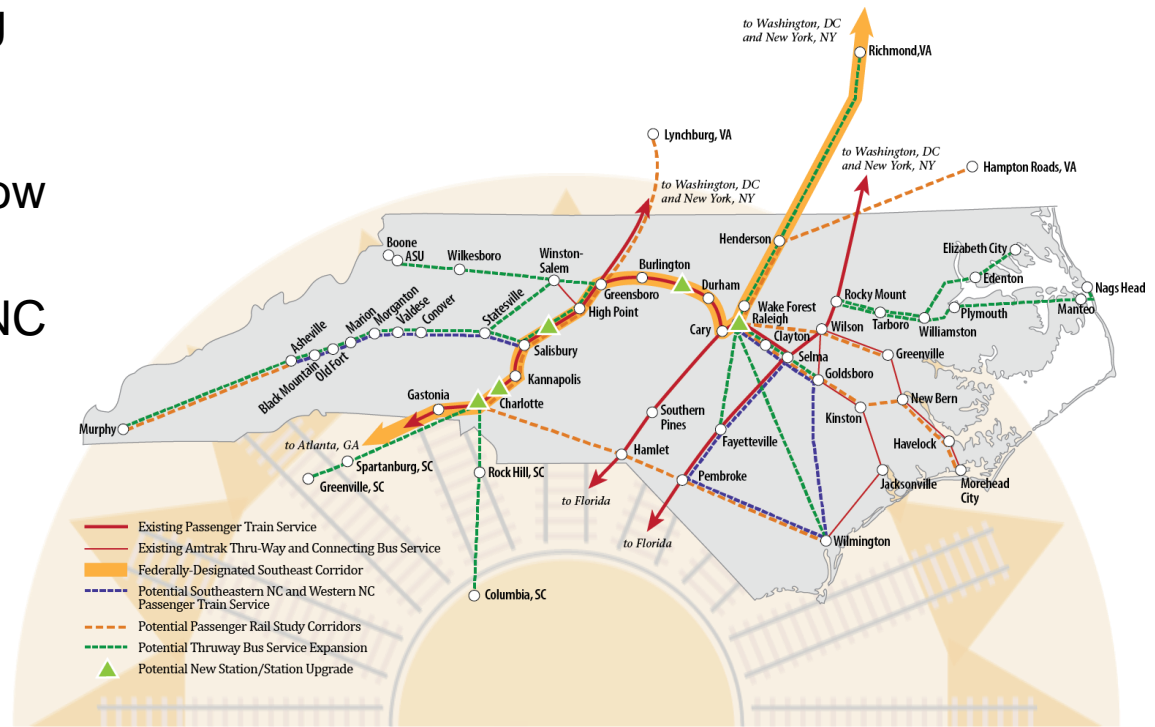 g
ow
NC
to Washington, DC
and New York, NY
Richmond,VA
Lynchburg, VA
to Washington, DC
and New York, NY
Hampton Roads, VA
to Washington, DC
and New York, NY
Henderson
Boone
ASU
Wilkesboro
Winston-
Salem
Burlington
Durham
Elizabeth City
Edenton
Nags Head
Manteo
Plymouth
Williamston
Tarboro
Rocky Mount
Wake Forest
Raleigh
Cary
Clayton
Wilson
Selma
Greenville
Goldsboro
Greensboro
High Point
Statesville
Salisbury
Kannapolis
Charlotte
Gastonia
Conover
Valdese
Morganton
Marion
Old Fort
Black Mountain
Asheville
Murphy
to Atlanta, GA
Spartanburg, SC
Greenville, SC
Rock Hill, SC
Columbia, SC
Southern
Pines
Hamlet
to Florida
Fayetteville
Pembroke
to Florida
Kinston
New Bern
Havelock
Morehead
City
Jacksonville
Wilmington
Existing Passenger Train Service
Existing Amtrak Thru-Way and Connecting Bus Service
Federally-Designated Southeast Corridor
Potential Southeastern NC and Western NC
Passenger Train Service
Potential Passenger Rail Study Corridors
Potential Thruway Bus Service Expansion
Potential New Station/Station Upgrade